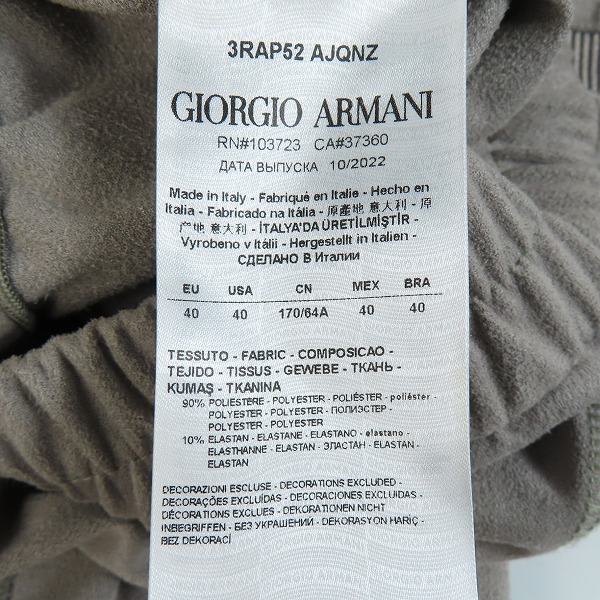 3RAP52 AJQNZ
GIORGIO ARMANI
RN#103723 CA#37360
ДАТА ВЫПУСКА 10/2022
Made in Italy - Fabriqué en Italie - Hecho en
Italia - Fabricado na Itália - 原產地 意大利 - 原
产地 意大利 - İTALYA'DA ÜRETİLMİŞTİR -
Vyrobeno v Itálii - Hergestellt in Italien -
СДЕЛАНО В Италии
EU USA CN MEX BRA
40 40 170/64A 40 40
TESSUTO - FABRIC - COMPOSICAO -
TEJIDO - TISSUS - GEWEBE - ТКАНЬ -
KUMAŞ - TKANINA
90% POLIESTERE - POLYESTER - POLIÉSTER - poliéster -
POLYESTER - POLYESTER - ПОЛИЭСТЕР -
POLYESTER - POLYESTER
10% ELASTAN - ELASTANE - ELASTANO - elastano -
ELASTHANNE - ELASTAN - ЭЛАСТАН - ELASTAN -
ELASTAN
DECORAZIONI ESCLUSE - DECORATIONS EXCLUDED -
DECORAÇÕES EXCLUÍDAS - DECORACIONES EXCLUIDAS -
DÉCORATIONS EXCLUES - DEKORATIONEN NICHT
INBEGRIFFEN - БЕЗ УКРАШЕНИЙ - DEKORASYON HARİÇ -
BEZ DEKORACÍ